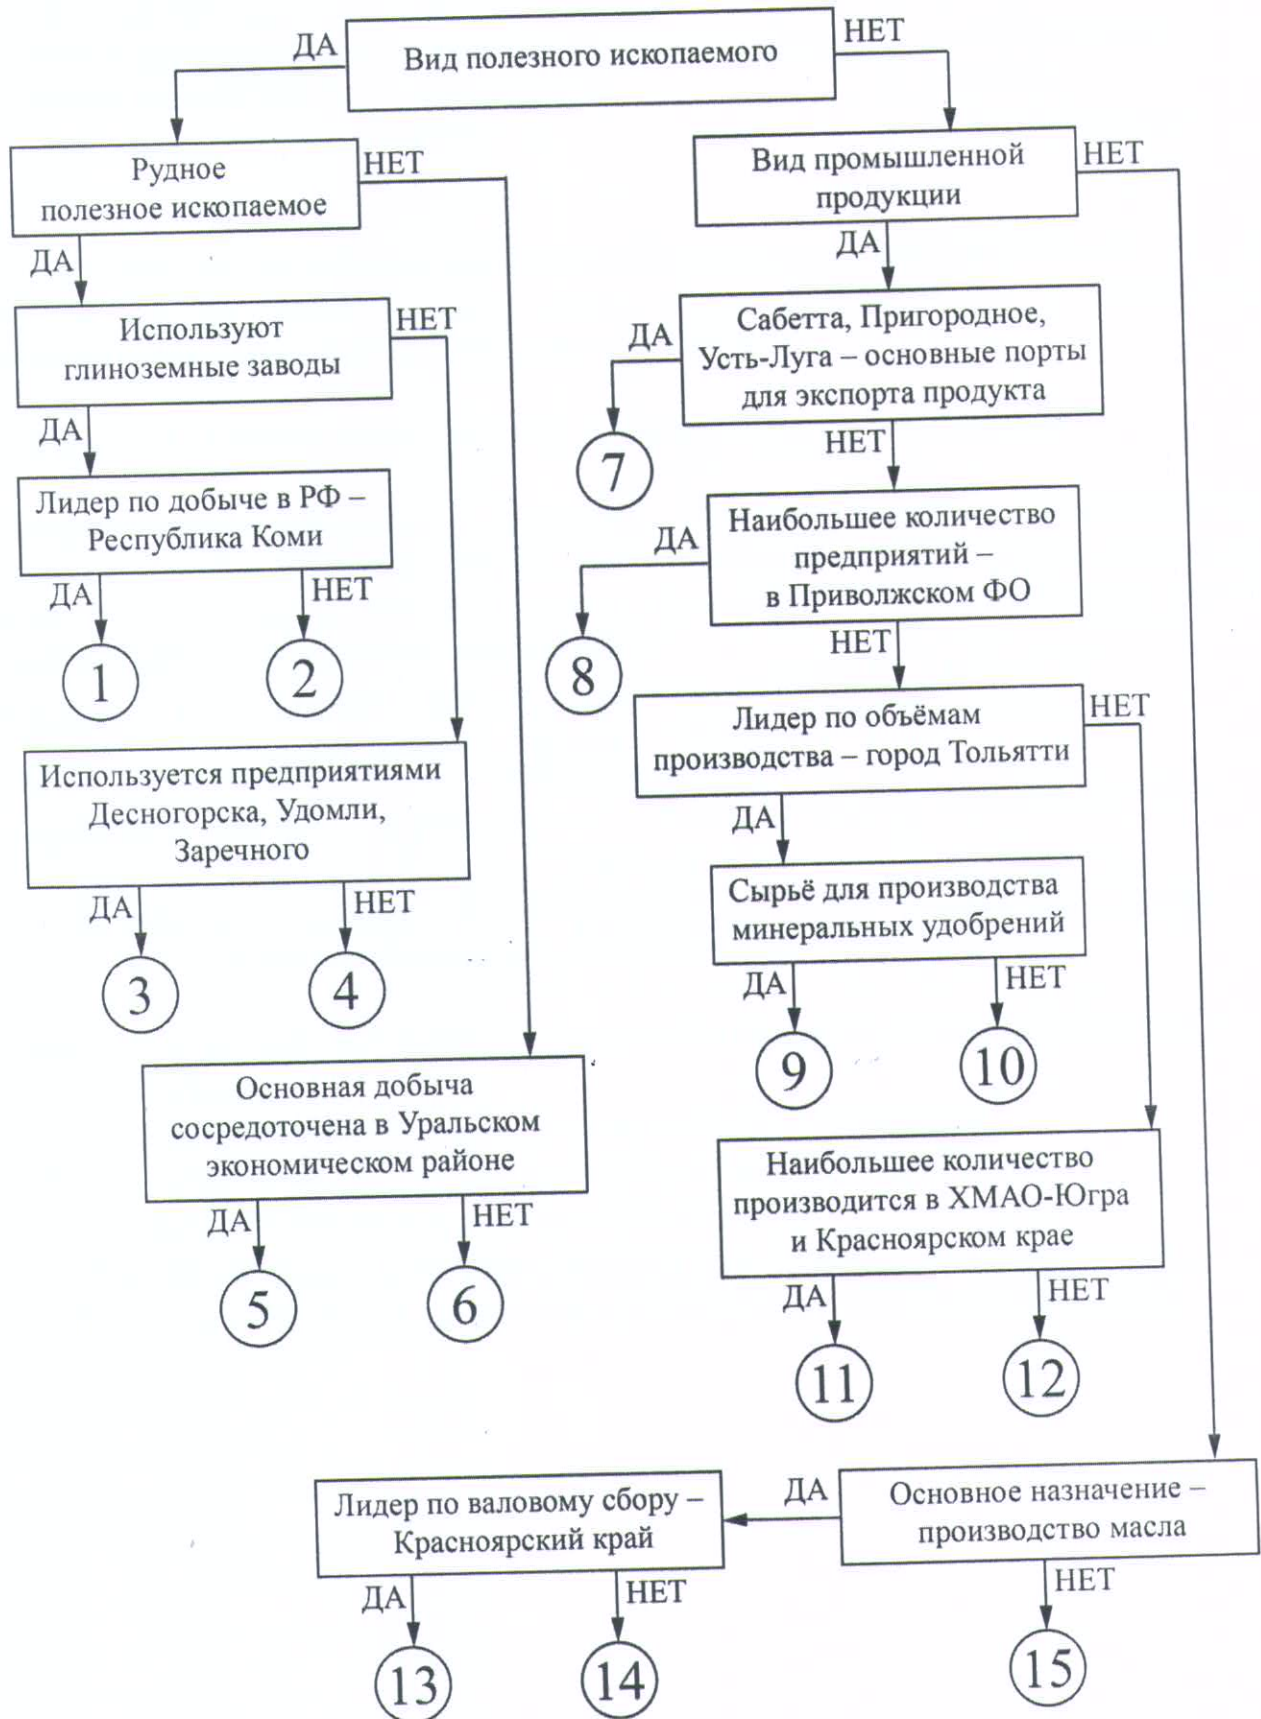 Вид полезного ископаемого
ДА
НЕТ
Рудное
полезное ископаемое
НЕТ
ДА
Используют
глиноземные заводы
НЕТ
ДА
Лидер по добыче в РФ –
Республика Коми
ДА
НЕТ
1
2
Используется предприятиями
Десногорска, Удомли,
Заречного
ДА
НЕТ
3
4
Основная добыча
сосредоточена в Уральском
экономическом районе
ДА
НЕТ
5
6
Вид промышленной
продукции
НЕТ
ДА
Сабетта, Пригородное,
Усть-Луга – основные порты
для экспорта продукта
ДА
7
НЕТ
Наибольшее количество
предприятий –
в Приволжском ФО
ДА
8
НЕТ
Лидер по объёмам
производства – город Тольятти
НЕТ
ДА
Сырьё для производства
минеральных удобрений
ДА
НЕТ
9
10
Наибольшее количество
производится в ХМАО-Югра
и Красноярском крае
ДА
НЕТ
11
12
Основное назначение –
производство масла
ДА
НЕТ
15
Лидер по валовому сбору –
Красноярский край
ДА
НЕТ
13
14